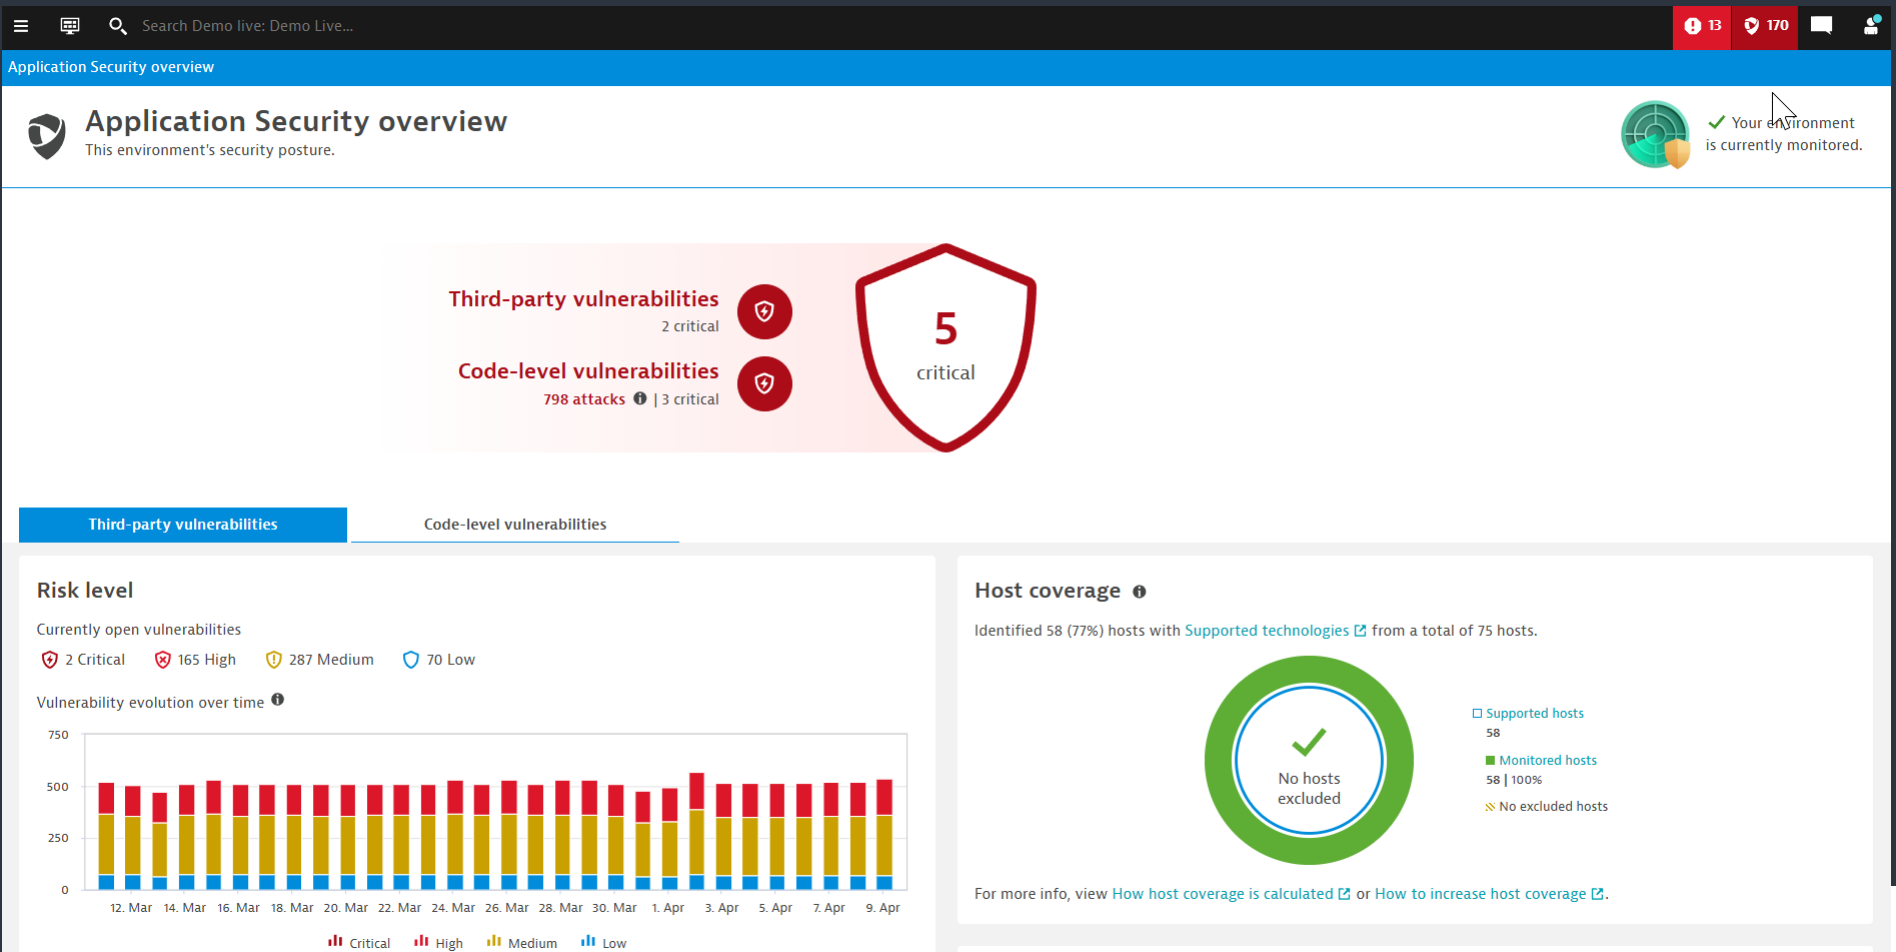 Search Demo live: Demo Live...
13
170
Application Security overview
Application Security overview
This environment's security posture.
Your environment
is currently monitored.
Third-party vulnerabilities
2 critical
Code-level vulnerabilities
798 attacks | 3 critical
5
critical
Third-party vulnerabilities
Code-level vulnerabilities
Risk level
Currently open vulnerabilities
2 Critical 165 High 287 Medium 70 Low
Vulnerability evolution over time
750
500
250
0
12. Mar 14. Mar 16. Mar 18. Mar 20. Mar 22. Mar 24. Mar 26. Mar 28. Mar 30. Mar 1. Apr 3. Apr 5. Apr 7. Apr 9. Apr
Critical High Medium Low
Host coverage
Identified 58 (77%) hosts with Supported technologies from a total of 75 hosts.
No hosts
excluded
Supported hosts
58
Monitored hosts
58 | 100%
No excluded hosts
For more info, view How host coverage is calculated or How to increase host coverage.